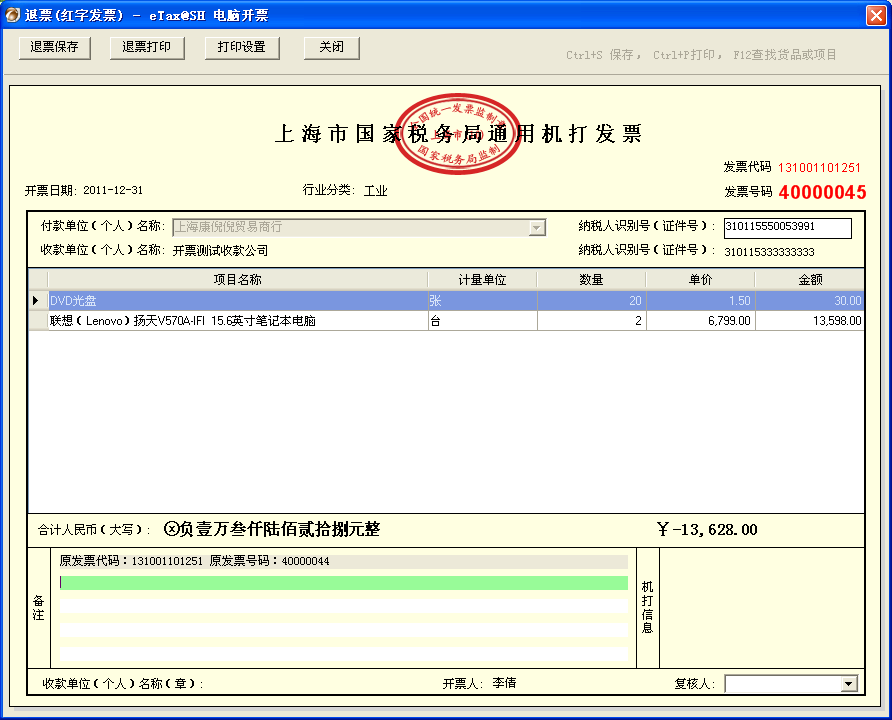 退票(红字发票) - eTax@SH 电脑开票
退票保存 退票打印 打印设置 关闭 Ctrl+S 保存, Ctrl+P打印, F12查找货品或项目
全国统一发票监制章
上海市国家税务局通用机打发票
国家税务局监制
发票代码 131001101251
开票日期: 2011-12-31 行业分类: 工业 发票号码 40000045
付款单位(个人)名称: 上海康倪倪贸易商行 纳税人识别号(证件号): 310115550053991
收款单位(个人)名称: 开票测试收款公司 纳税人识别号(证件号): 310115333333333
项目名称 计量单位 数量 单价 金额
DVD光盘 张 20 1.50 30.00
联想(Lenovo)扬天V570A-IFI 15.6英寸笔记本电脑 台 2 6,799.00 13,598.00
合计人民币(大写): ⓧ负壹万叁仟陆佰贰拾捌元整 ￥-13,628.00
原发票代码:131001101251 原发票号码:40000044
备注
机打信息
收款单位(个人)名称(章): 开票人: 李倩 复核人: